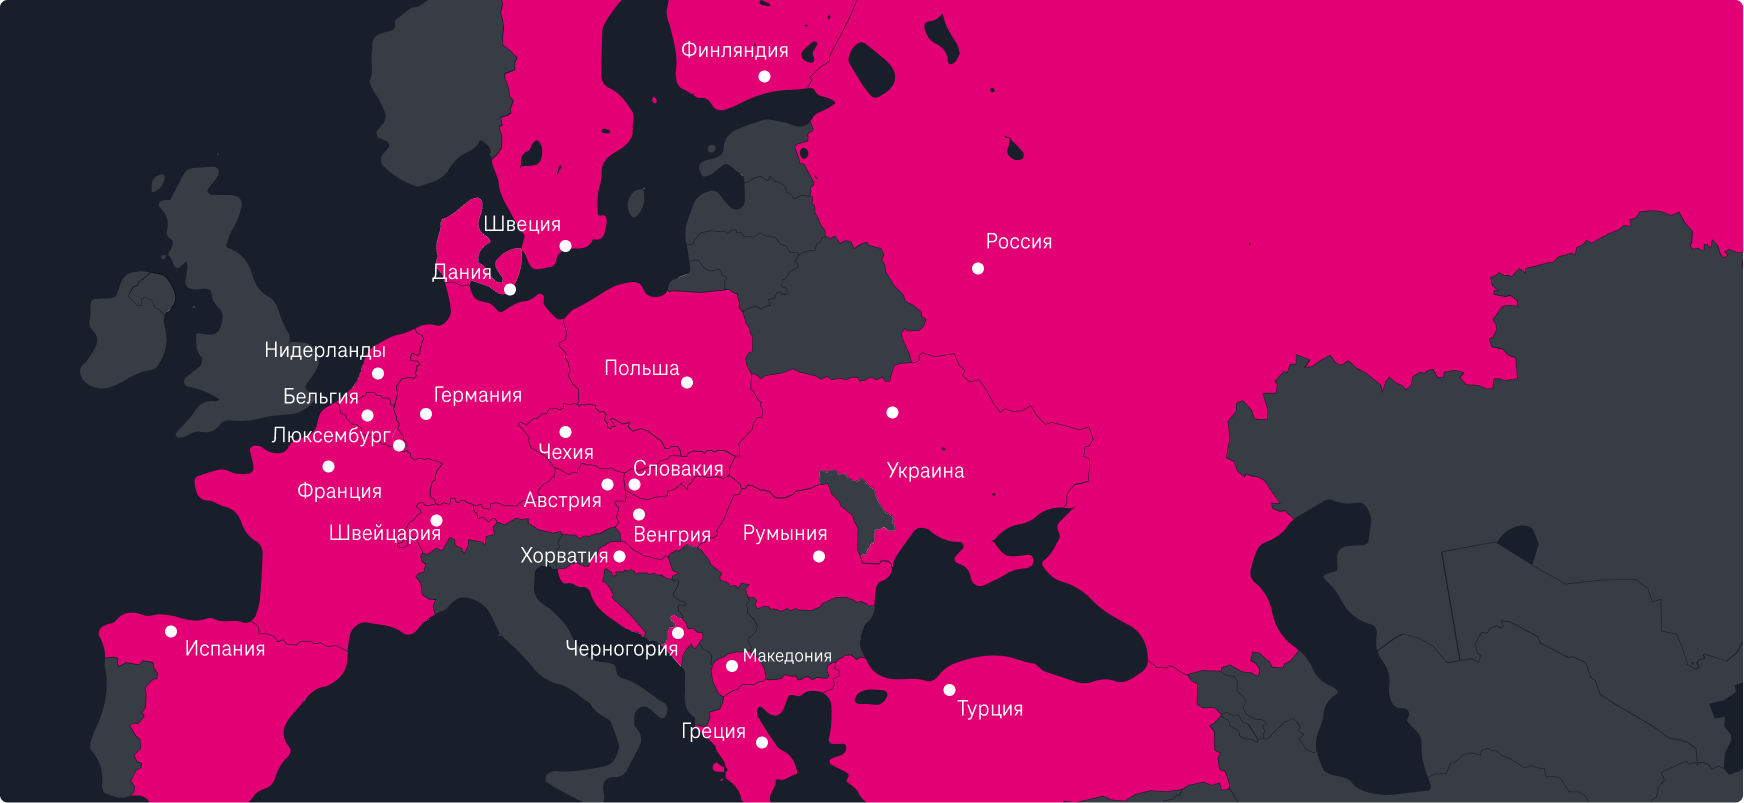 Финляндия
Швеция
Россия
Дания
Нидерланды
Польша
Бельгия
Германия
Люксембург
Чехия
Словакия
Украина
Франция
Австрия
Швейцария
Венгрия
Румыния
Хорватия
Испания
Черногория
Македония
Турция
Греция